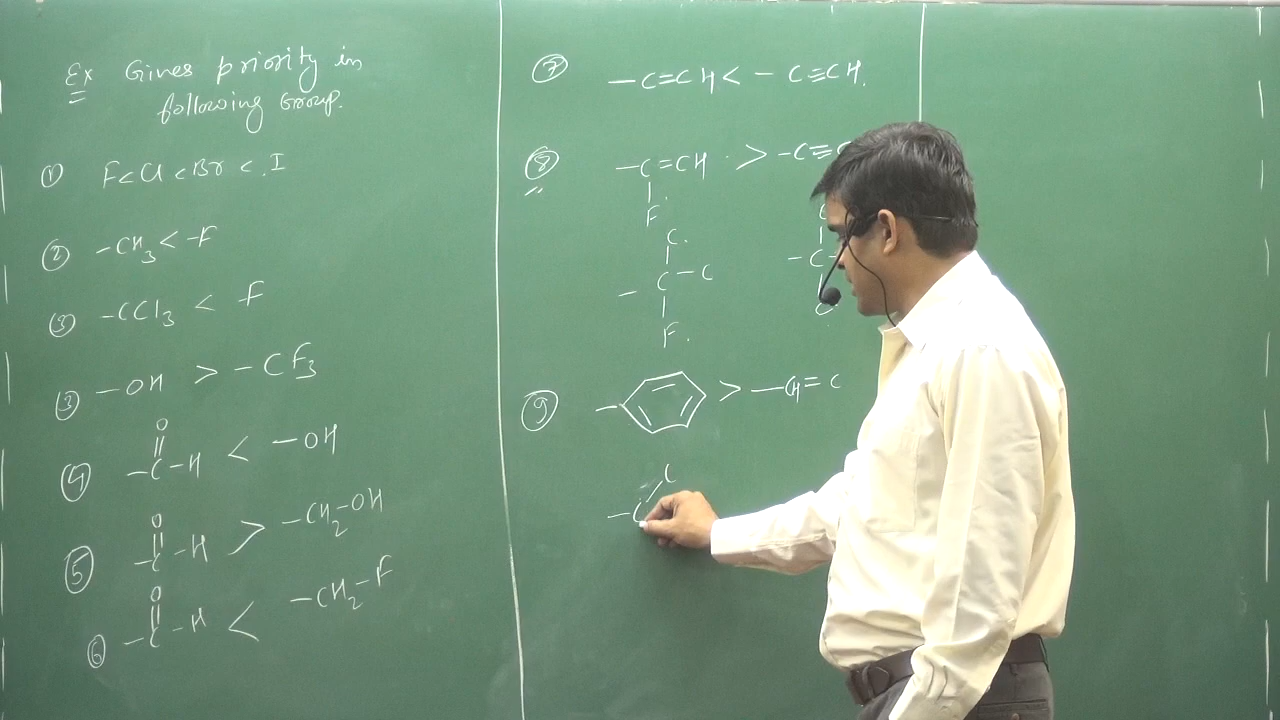 Ex Gives priority in
following Group.
① F<Cl<Br<.I
② -CH₃ < -F
③ -CCl₃ < -F
③ -OH > -CF₃
O
④ -C-H < -OH
O
⑤ -C-H > -CH₂-OH
O
⑥ -C-H < -CH₂-F
⑦ -C=CH < -C≡CH.
⑧ -C=CH > -C≡C
F
C.
-C-C
F.
-C
⑨ > -CH=C
C
-C